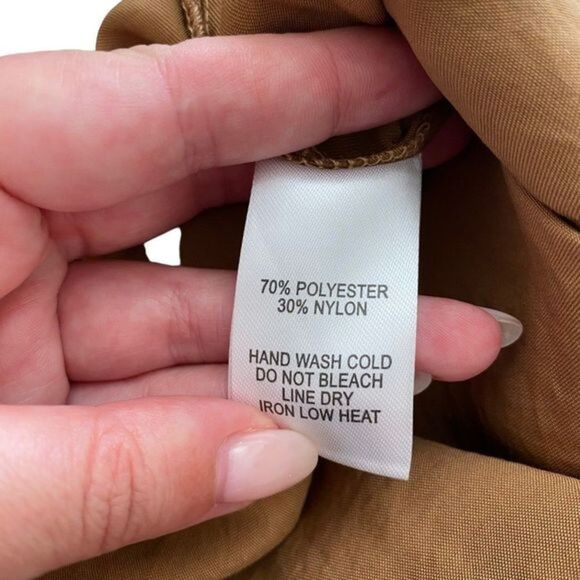 70% POLYESTER
30% NYLON
HAND WASH COLD
DO NOT BLEACH
LINE DRY
IRON LOW HEAT